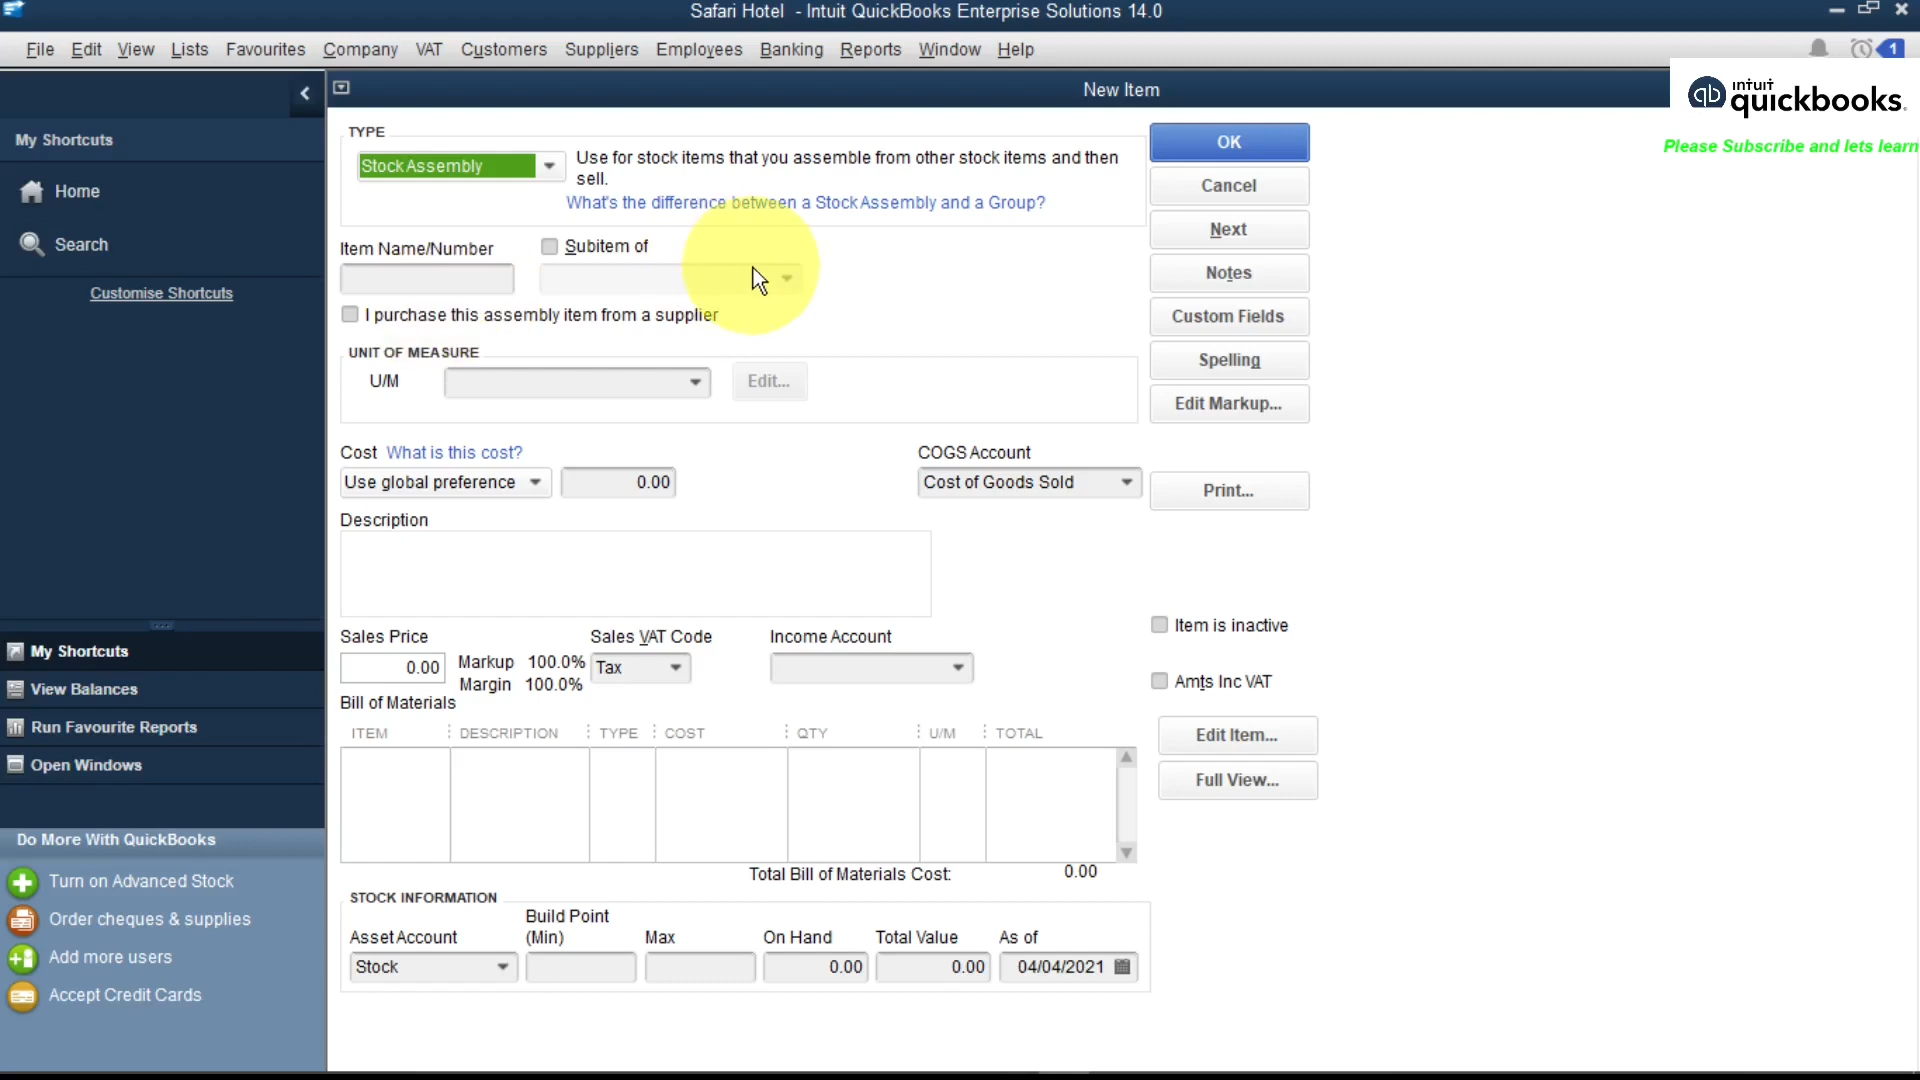 Safari Hotel - Intuit QuickBooks Enterprise Solutions 14.0
File Edit View Lists Favourites Company VAT Customers Suppliers Employees Banking Reports Window Help
1
New Item
ıntuıt
qb quickbooks.
Please Subscribe and lets learn
My Shortcuts
Home
Search
Customise Shortcuts
My Shortcuts
View Balances
Run Favourite Reports
Open Windows
Do More With QuickBooks
Turn on Advanced Stock
Order cheques & supplies
Add more users
Accept Credit Cards
TYPE
Stock Assembly
Use for stock items that you assemble from other stock items and then
sell.
What's the difference between a Stock Assembly and a Group?
Item Name/Number
Subitem of
I purchase this assembly item from a supplier
UNIT OF MEASURE
U/M
Edit...
Cost What is this cost?
COGS Account
Use global preference
0.00
Cost of Goods Sold
Description
Sales Price
Sales VAT Code
Income Account
0.00
Markup 100.0%
Margin 100.0%
Tax
Bill of Materials
ITEM DESCRIPTION TYPE COST QTY U/M TOTAL
Total Bill of Materials Cost: 0.00
STOCK INFORMATION
Asset Account
Build Point
(Min)
Max
On Hand
Total Value
As of
Stock
0.00
0.00
04/04/2021
OK
Cancel
Next
Notes
Custom Fields
Spelling
Edit Markup...
Print...
Item is inactive
Amts Inc VAT
Edit Item...
Full View...